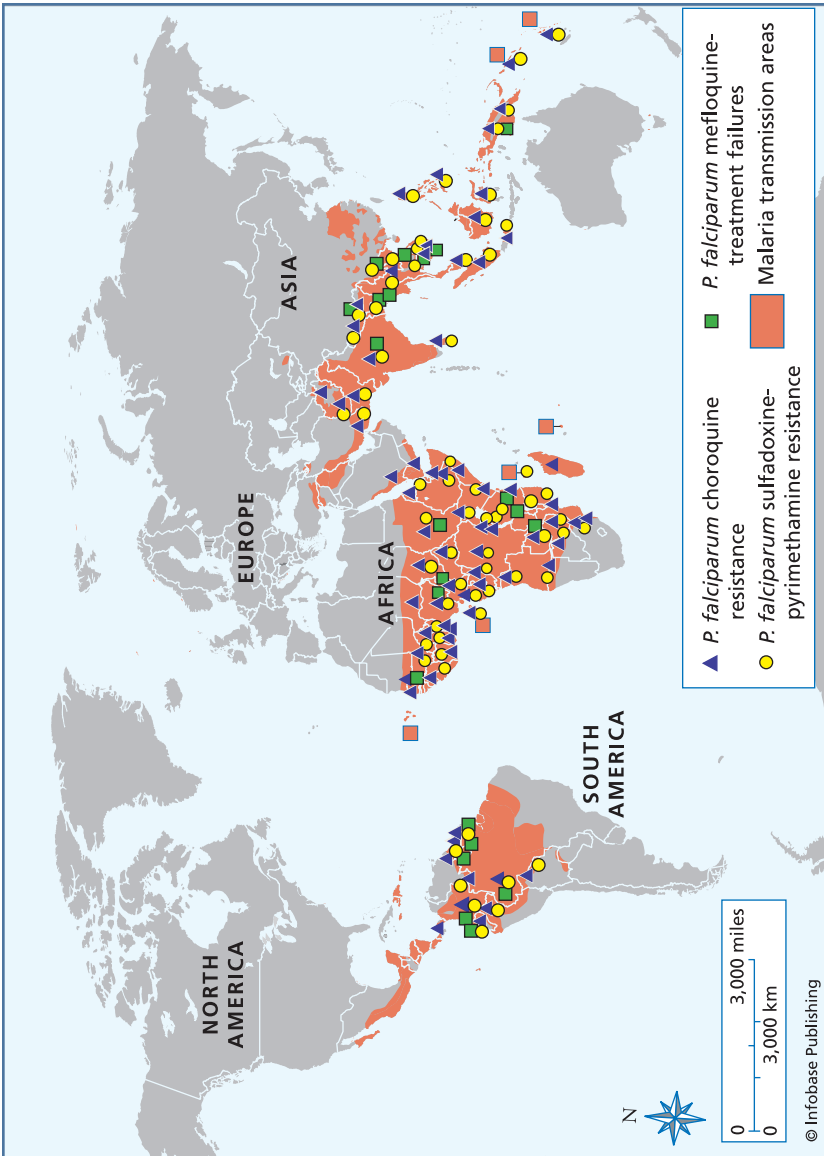 NORTH
AMERICA
SOUTH
AMERICA
EUROPE
AFRICA
ASIA
N
0 3,000 miles
0 3,000 km
P. falciparum choroquine
resistance
P. falciparum sulfadoxine-
pyrimethamine resistance
P. falciparum mefloquine-
treatment failures
Malaria transmission areas
© Infobase Publishing